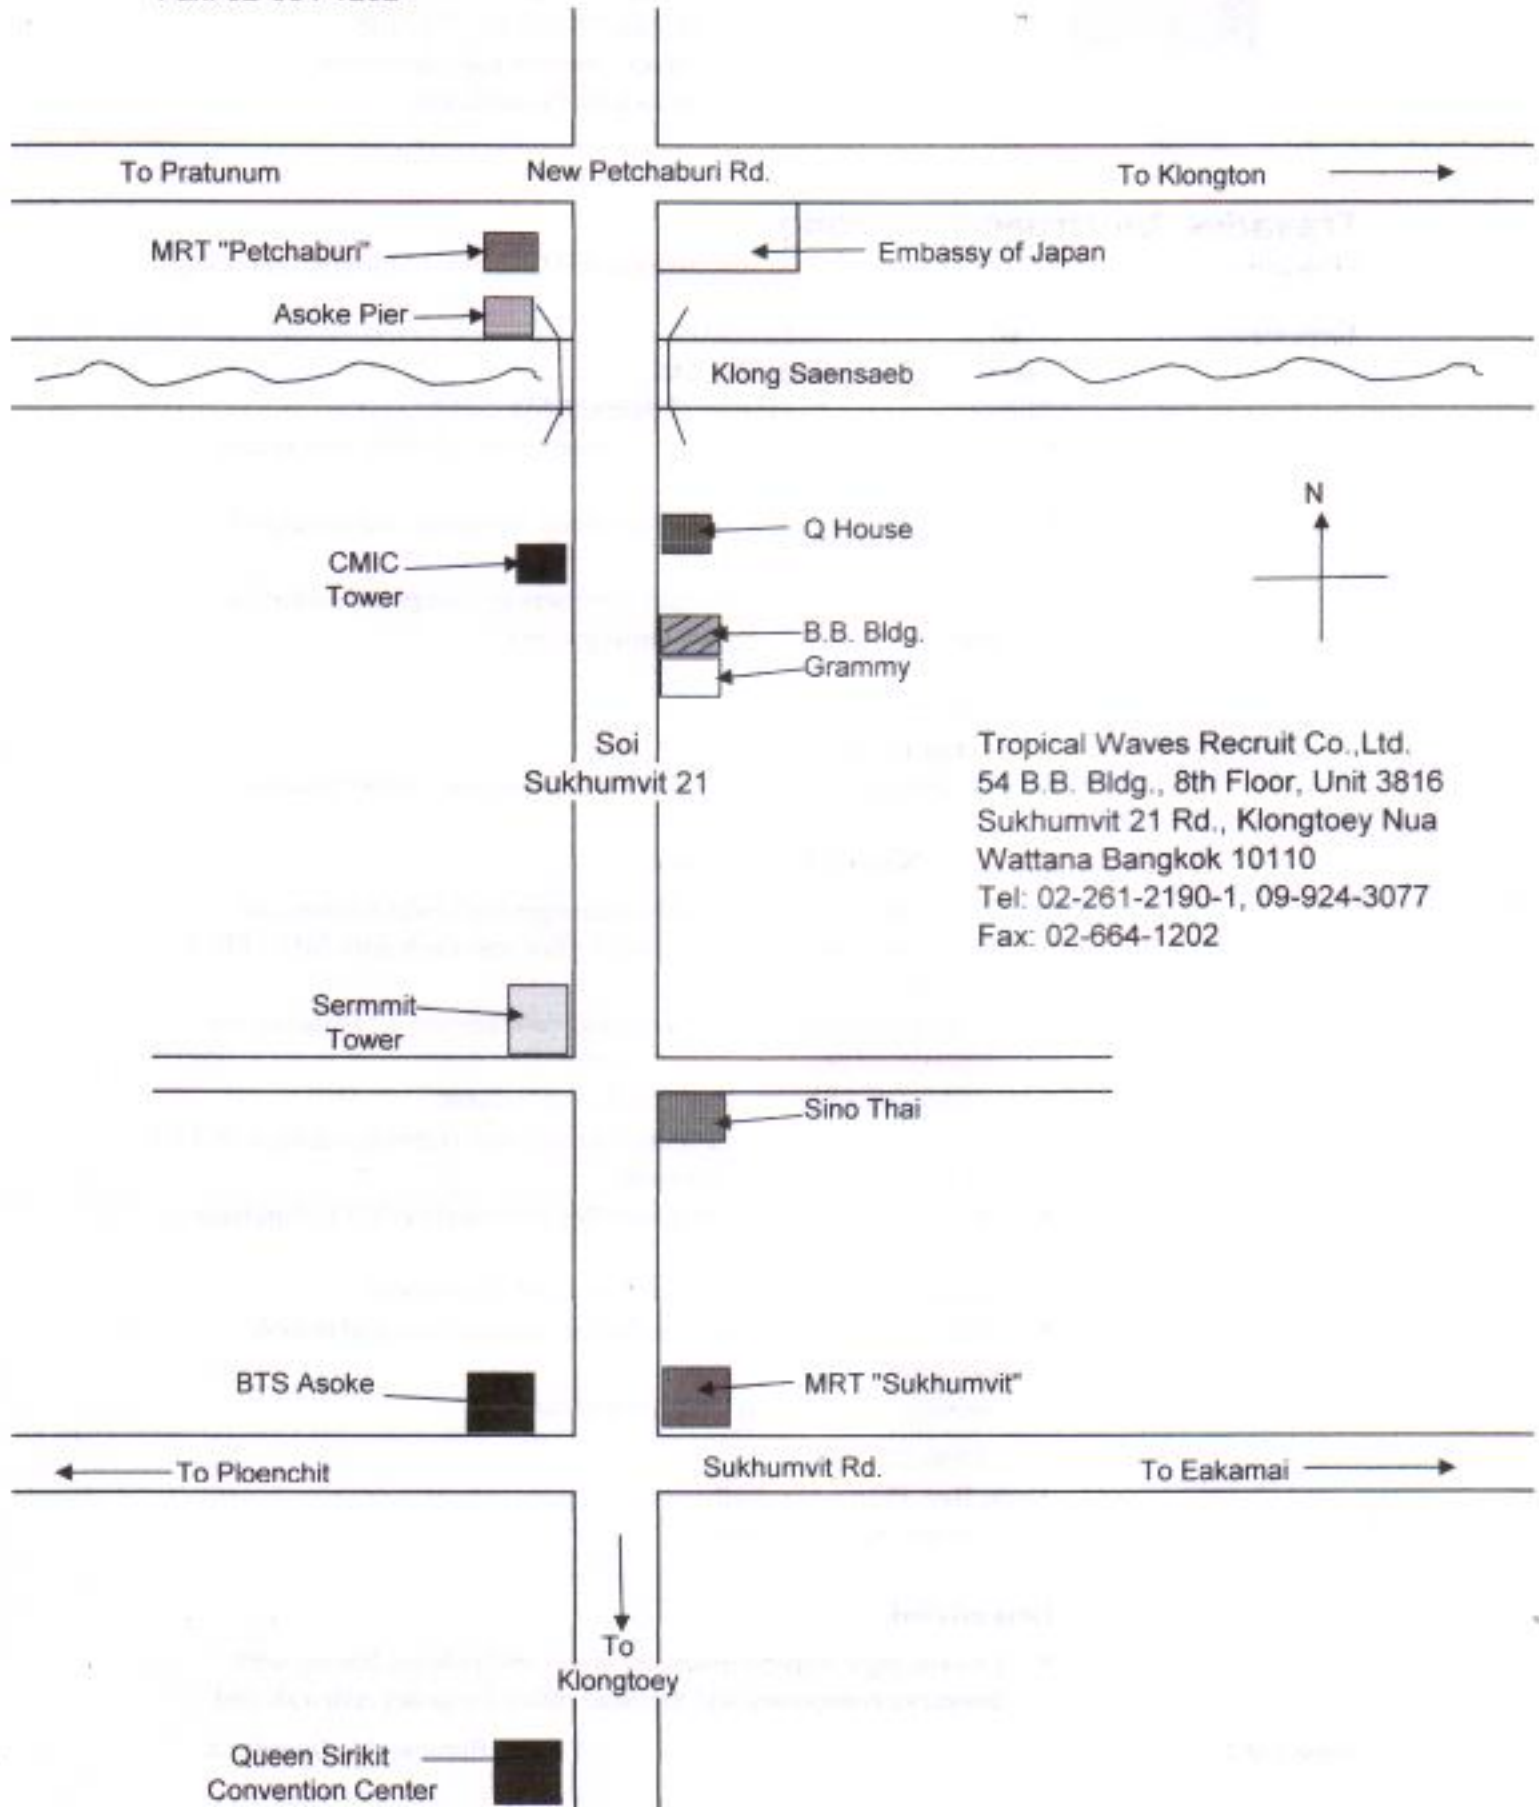 To Pratunum
New Petchaburi Rd.
To Klongton
MRT "Petchaburi"
Embassy of Japan
Asoke Pier
Klong Saensaeb
N
Q House
CMIC
Tower
B.B. Bldg.
Grammy
Soi
Sukhumvit 21
Tropical Waves Recruit Co.,Ltd.
54 B.B. Bldg., 8th Floor, Unit 3816
Sukhumvit 21 Rd., Klongtoey Nua
Wattana Bangkok 10110
Tel: 02-261-2190-1, 09-924-3077
Fax: 02-664-1202
Sermmit
Tower
Sino Thai
BTS Asoke
MRT "Sukhumvit"
To Ploenchit
Sukhumvit Rd.
To Eakamai
To
Klongtoey
Queen Sirikit
Convention Center